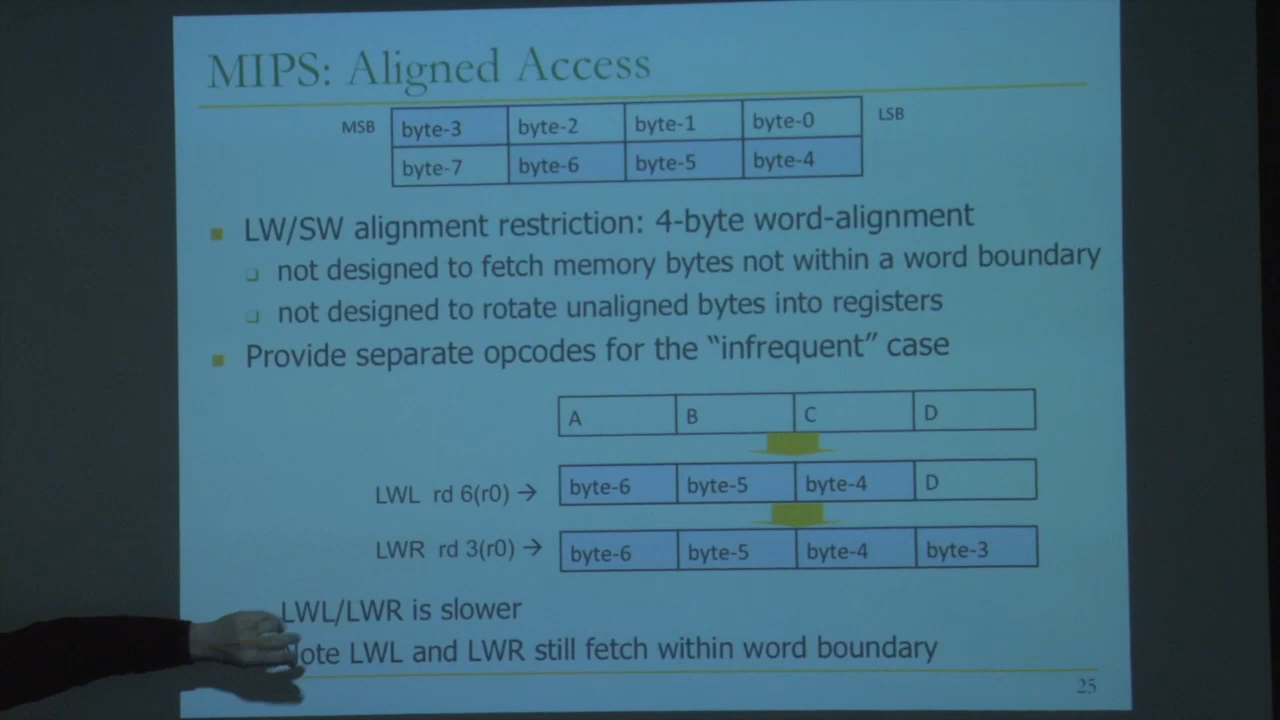 MIPS: Aligned Access
MSB byte-3 byte-2 byte-1 byte-0 LSB
byte-7 byte-6 byte-5 byte-4
LW/SW alignment restriction: 4-byte word-alignment
not designed to fetch memory bytes not within a word boundary
not designed to rotate unaligned bytes into registers
Provide separate opcodes for the “infrequent” case
A B C D
LWL rd 6(r0) → byte-6 byte-5 byte-4 D
LWR rd 3(r0) → byte-6 byte-5 byte-4 byte-3
LWL/LWR is slower
ote LWL and LWR still fetch within word boundary
25